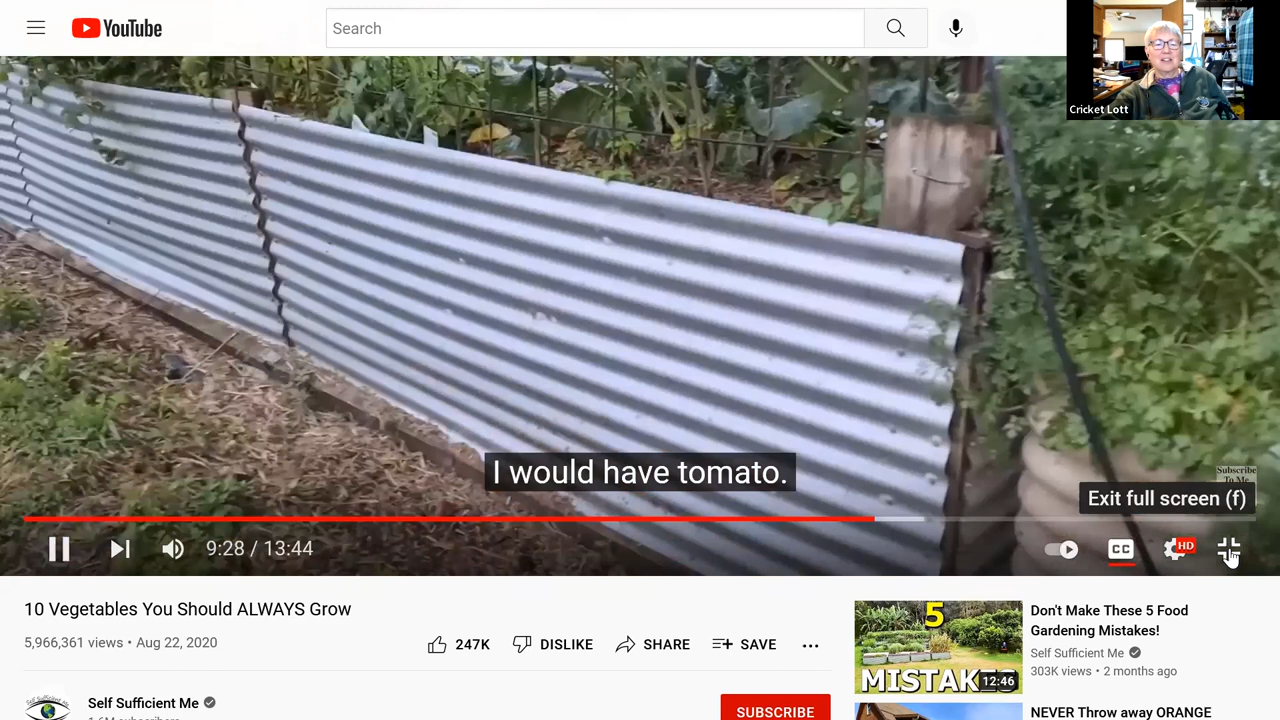 YouTube
Search
Cricket Lott
I would have tomato.
Subscribe
To Me
Exit full screen (f)
9:28 / 13:44
CC
HD
10 Vegetables You Should ALWAYS Grow
5,966,361 views • Aug 22, 2020
247K
DISLIKE
SHARE
SAVE
Self Sufficient Me
SUBSCRIBE
5
MISTAKES
12:46
Don't Make These 5 Food
Gardening Mistakes!
Self Sufficient Me
303K views • 2 months ago
NEVER Throw away ORANGE